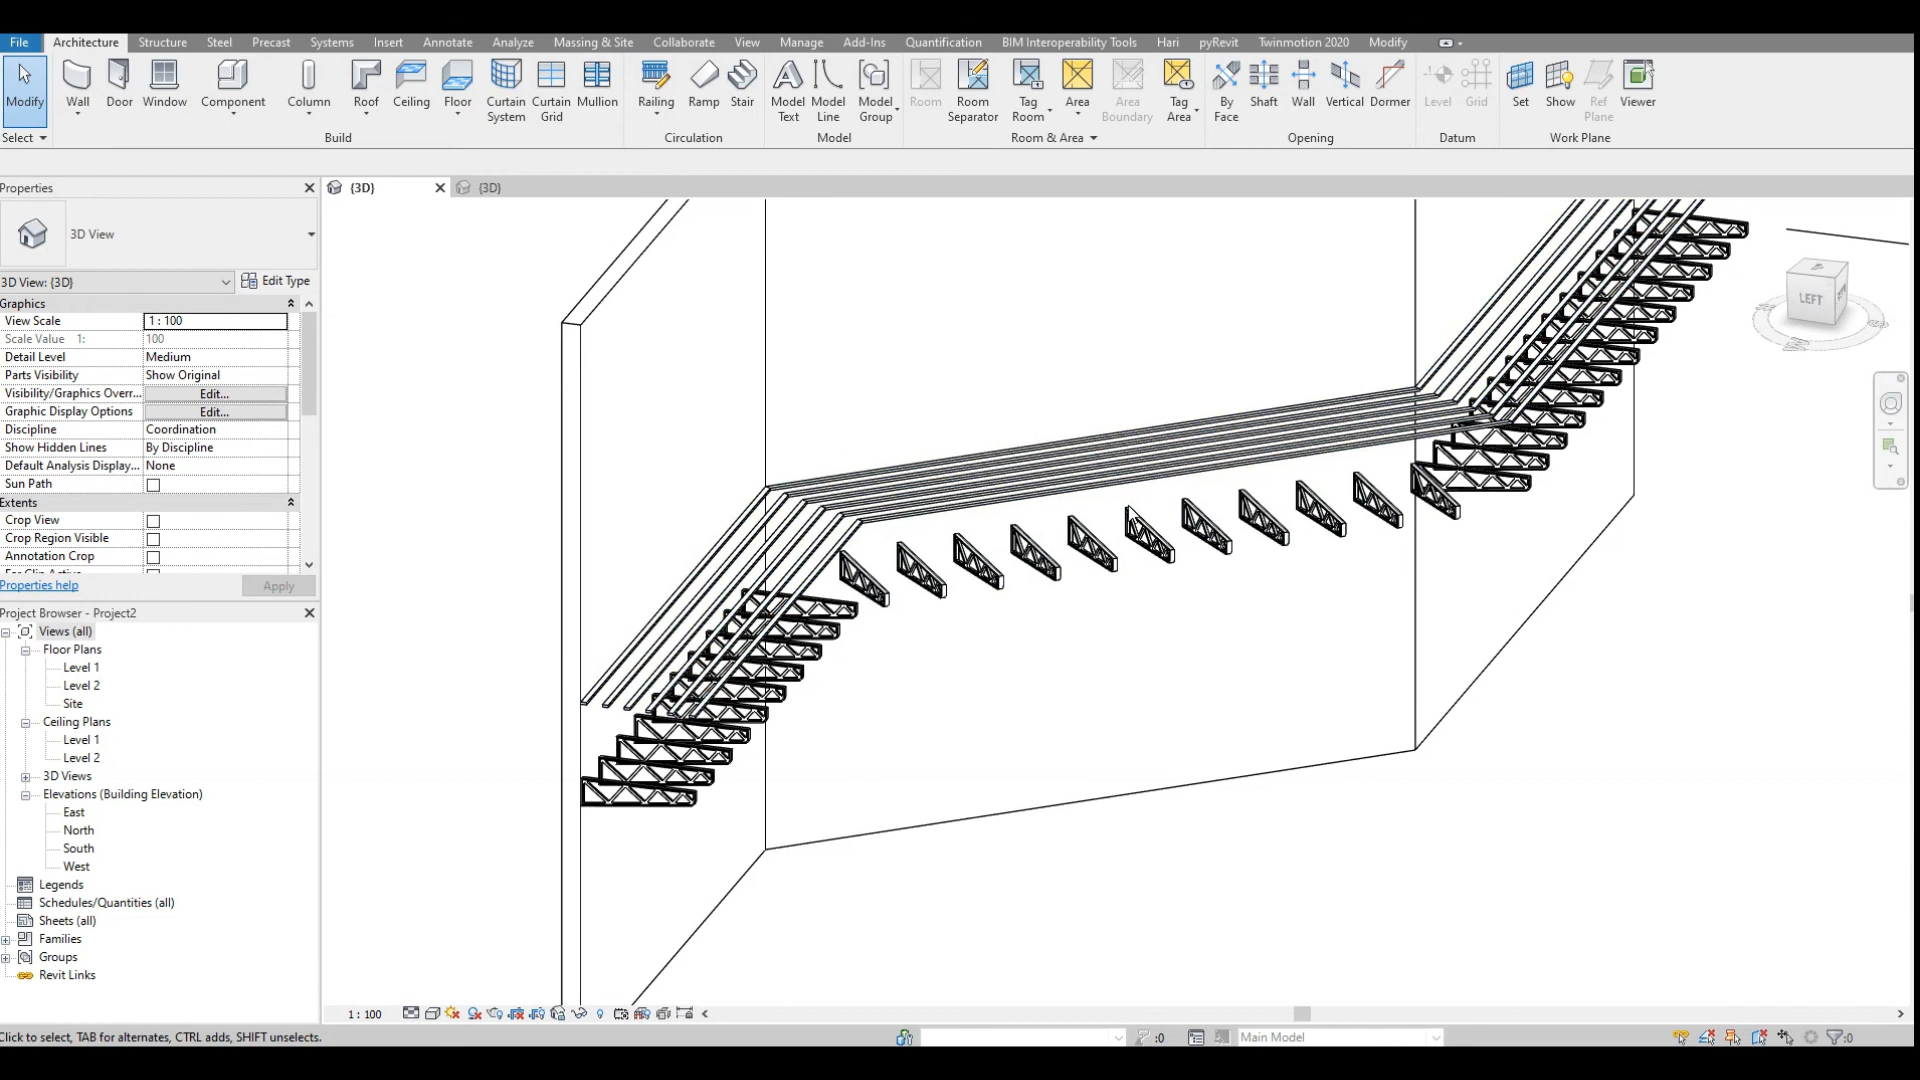 File Architecture Structure Steel Precast Systems Insert Annotate Analyze Massing & Site Collaborate View Manage Add-Ins Quantification BIM Interoperability Tools Hari pyRevit Twinmotion 2020 Modify
Modify Wall Door Window Component Column Roof Ceiling Floor Curtain System Curtain Grid Mullion Railing Ramp Stair Model Text Model Line Model Group Room Room Separator Tag Room Area Area Boundary Tag Area By Face Shaft Wall Vertical Dormer Level Grid Set Show Ref Plane Viewer
Select Build Circulation Model Room & Area Opening Datum Work Plane
Properties
{3D} {3D}
3D View
3D View: {3D} Edit Type
Graphics
View Scale 1 : 100
Scale Value 1: 100
Detail Level Medium
Parts Visibility Show Original
Visibility/Graphics Overr... Edit...
Graphic Display Options Edit...
Discipline Coordination
Show Hidden Lines By Discipline
Default Analysis Display... None
Sun Path
Extents
Crop View
Crop Region Visible
Annotation Crop
Properties help Apply
Project Browser - Project2
Views (all)
Floor Plans
Level 1
Level 2
Site
Ceiling Plans
Level 1
Level 2
3D Views
Elevations (Building Elevation)
East
North
South
West
Legends
Schedules/Quantities (all)
Sheets (all)
Families
Groups
Revit Links
LEFT
1 : 100
Click to select, TAB for alternates, CTRL adds, SHIFT unselects.
:0
Main Model
:0